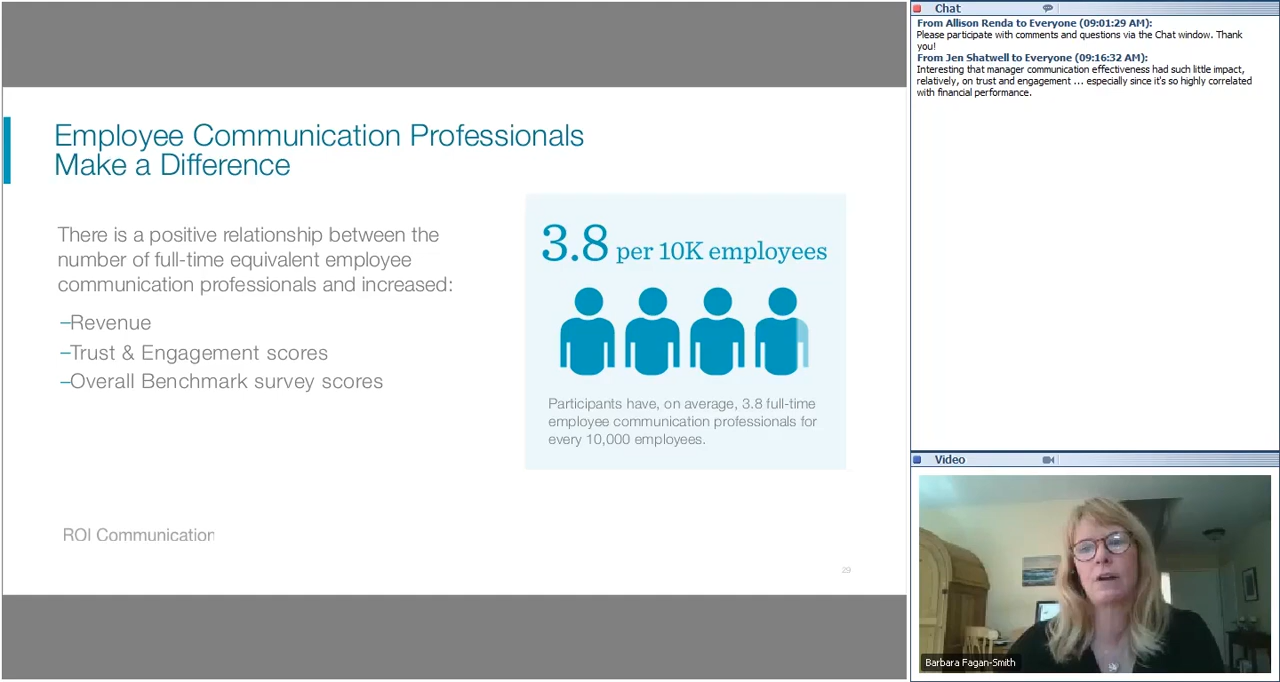 Employee Communication Professionals
Make a Difference
There is a positive relationship between the
number of full-time equivalent employee
communication professionals and increased:
–Revenue
–Trust & Engagement scores
–Overall Benchmark survey scores
3.8 per 10K employees
Participants have, on average, 3.8 full-time
employee communication professionals for
every 10,000 employees.
ROI Communication
29
Chat
From Allison Renda to Everyone (09:01:29 AM):
Please participate with comments and questions via the Chat window. Thank
you!
From Jen Shatwell to Everyone (09:16:32 AM):
Interesting that manager communication effectiveness had such little impact,
relatively, on trust and engagement ... especially since it's so highly correlated
with financial performance.
Video
Barbara Fagan-Smith